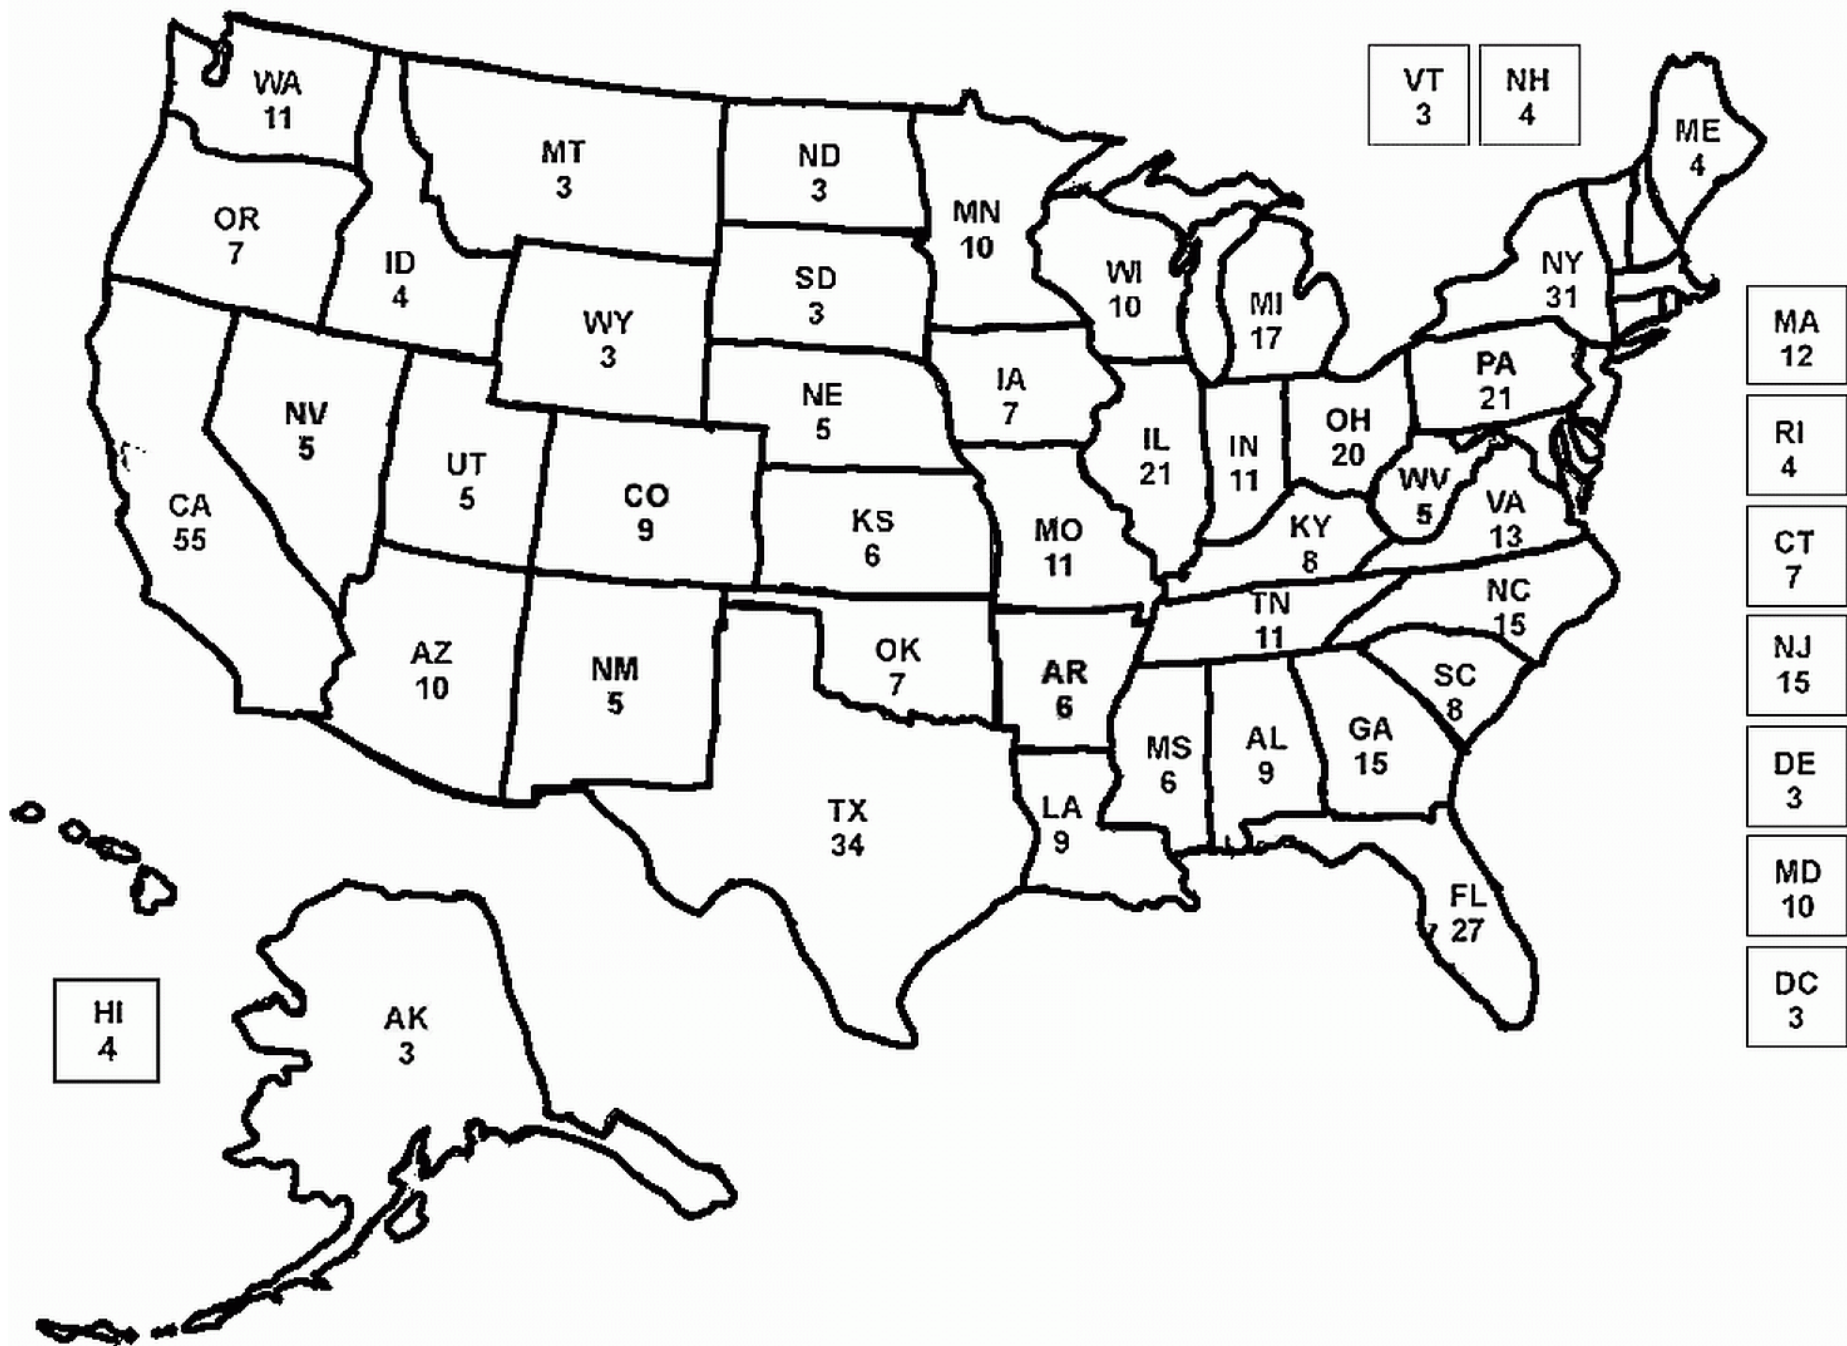 WA
11
OR
7
ID
4
MT
3
ND
3
MN
10
VT
3
NH
4
ME
4
SD
3
WI
10
MI
17
NY
31
WY
3
NE
5
IA
7
PA
21
MA
12
NV
5
UT
5
CO
9
KS
6
MO
11
IL
21
IN
11
OH
20
WV
5
VA
13
KY
8
RI
4
CA
55
CT
7
AZ
10
NM
5
OK
7
AR
6
TN
11
NC
15
SC
8
NJ
15
TX
34
LA
9
MS
6
AL
9
GA
15
DE
3
FL
27
MD
10
HI
4
AK
3
DC
3